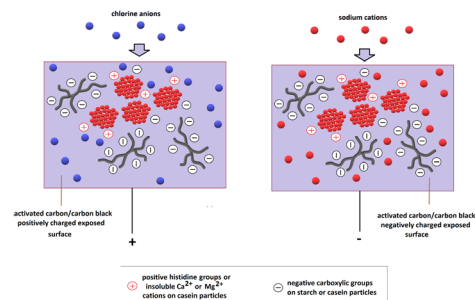 chlorine anions
sodium cations
activated carbon/carbon black
positively charged exposed
surface
+
activated carbon/carbon black
negatively charged exposed
surface
-
positive histidine groups or
insoluble Ca2+ or Mg2+
cations on casein particles
negative carboxylic groups
on starch or casein particles